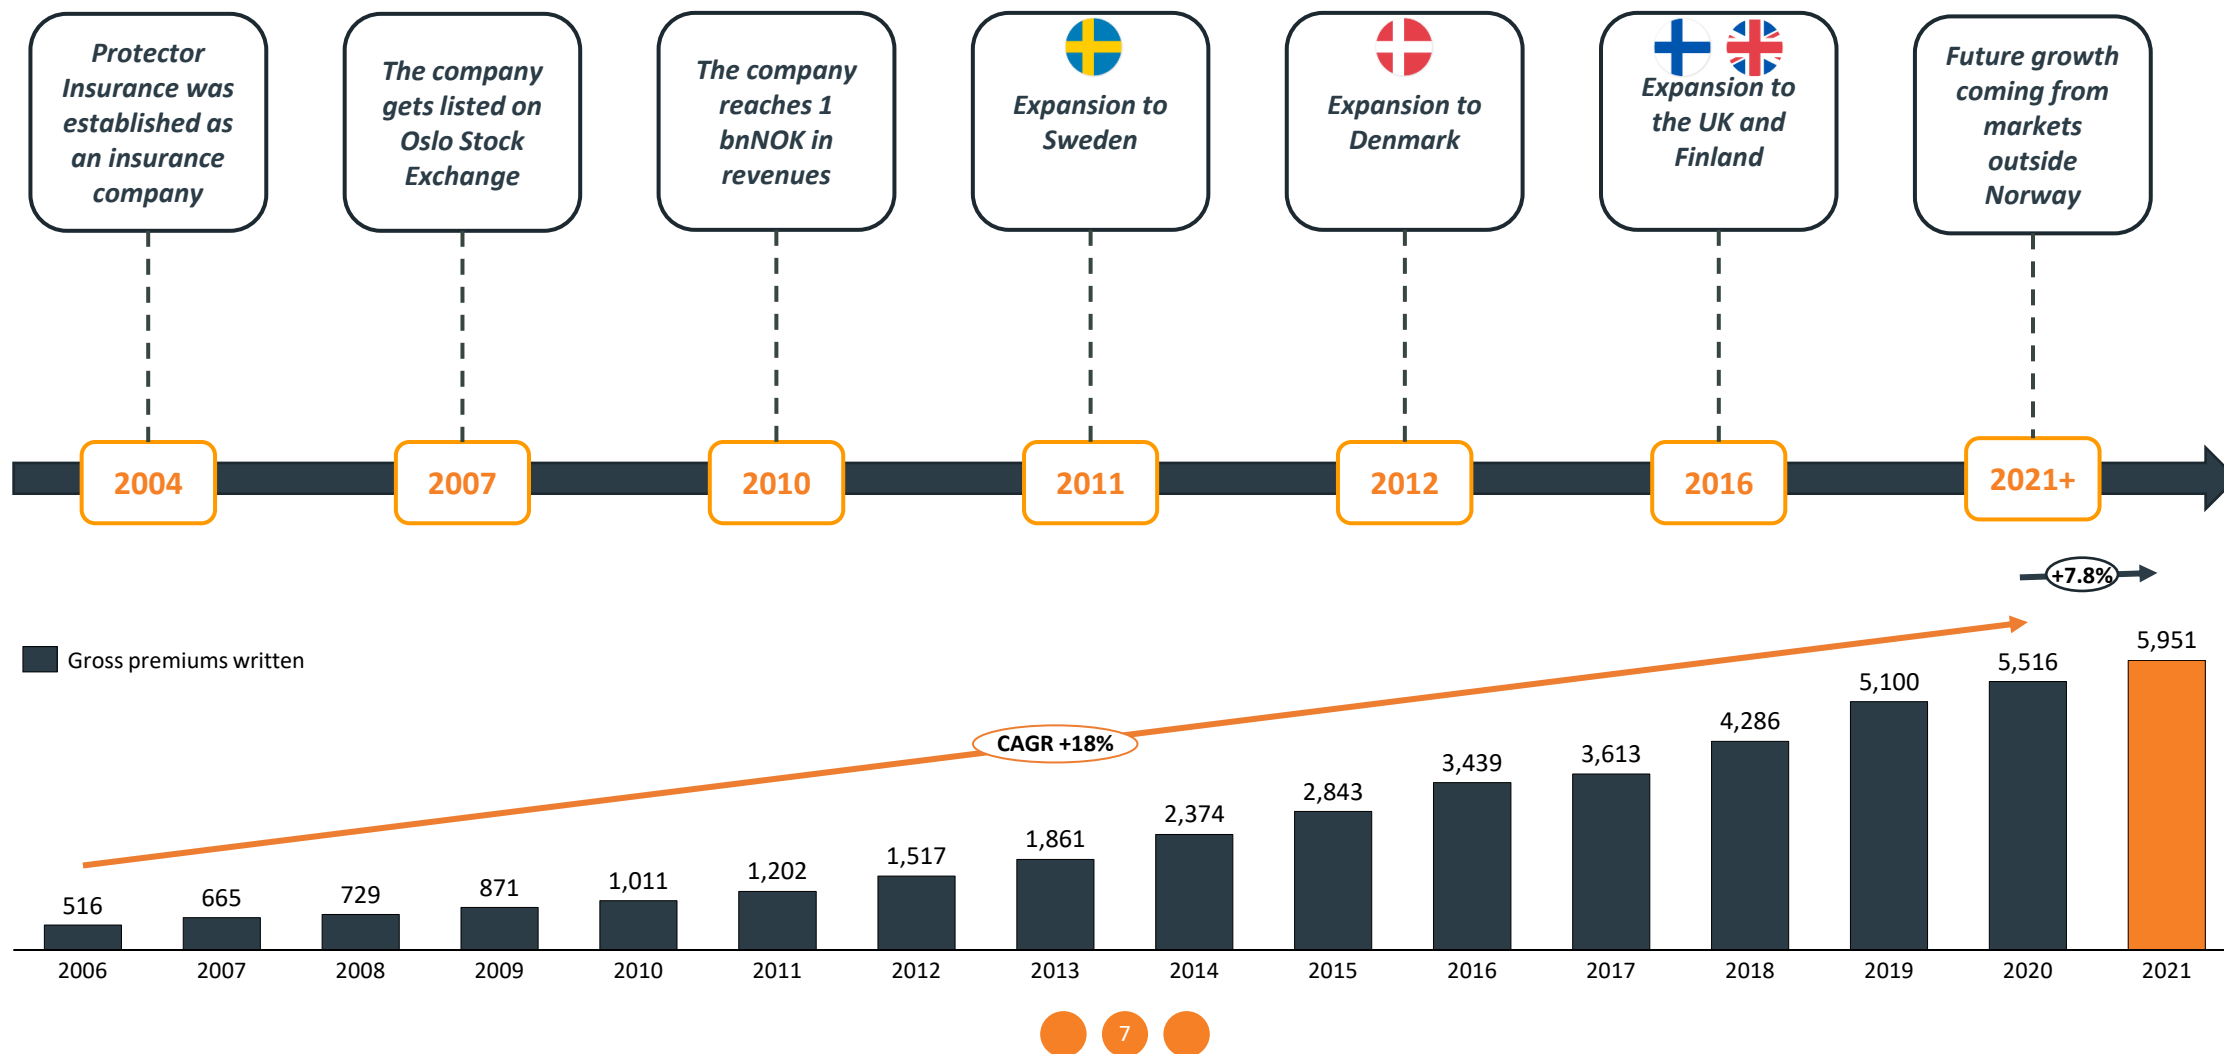 Protector
Insurance was
established as
an insurance
company
The company
gets listed on
Oslo Stock
Exchange
The company
reaches 1
bnNOK in
revenues
Expansion to
Sweden
Expansion to
Denmark
Expansion to
the UK and
Finland
Future growth
coming from
markets
outside
Norway
2004
2007
2010
2011
2012
2016
2021+
+7.8%
Gross premiums written
CAGR +18%
516
665
729
871
1,011
1,202
1,517
1,861
2,374
2,843
3,439
3,613
4,286
5,100
5,516
5,951
2006
2007
2008
2009
2010
2011
2012
2013
2014
2015
2016
2017
2018
2019
2020
2021
7